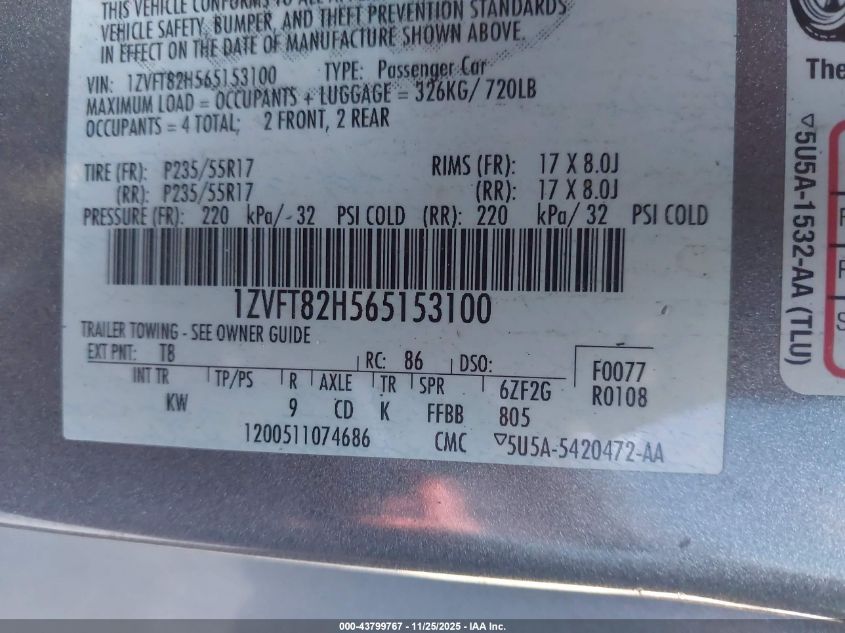 THIS VEHICLE CONFORMS TO ALL
VEHICLE SAFETY, BUMPER, AND THEFT PREVENTION STANDARDS
IN EFFECT ON THE DATE OF MANUFACTURE SHOWN ABOVE.
VIN: 1ZVFT82H565153100 TYPE: Passenger Car
MAXIMUM LOAD = OCCUPANTS + LUGGAGE = 326KG/ 720LB
OCCUPANTS = 4 TOTAL; 2 FRONT, 2 REAR
TIRE (FR): P235/55R17 RIMS (FR): 17 X 8.0J
(RR): P235/55R17 (RR): 17 X 8.0J
PRESSURE (FR): 220 kPa/ 32 PSI COLD (RR): 220 kPa/ 32 PSI COLD
1ZVFT82H565153100
TRAILER TOWING - SEE OWNER GUIDE
EXT PNT: T8 RC: 86 DSO: F0077
INT TR TP/PS R AXLE TR SPR 6ZF2G R0108
KW 9 CD K FFBB 805
1200511074686 CMC ▽5U5A-5420472-AA
The
▽5U5A-1532-AA (TLU)
000-43799767 - 11/25/2025 - IAA Inc.